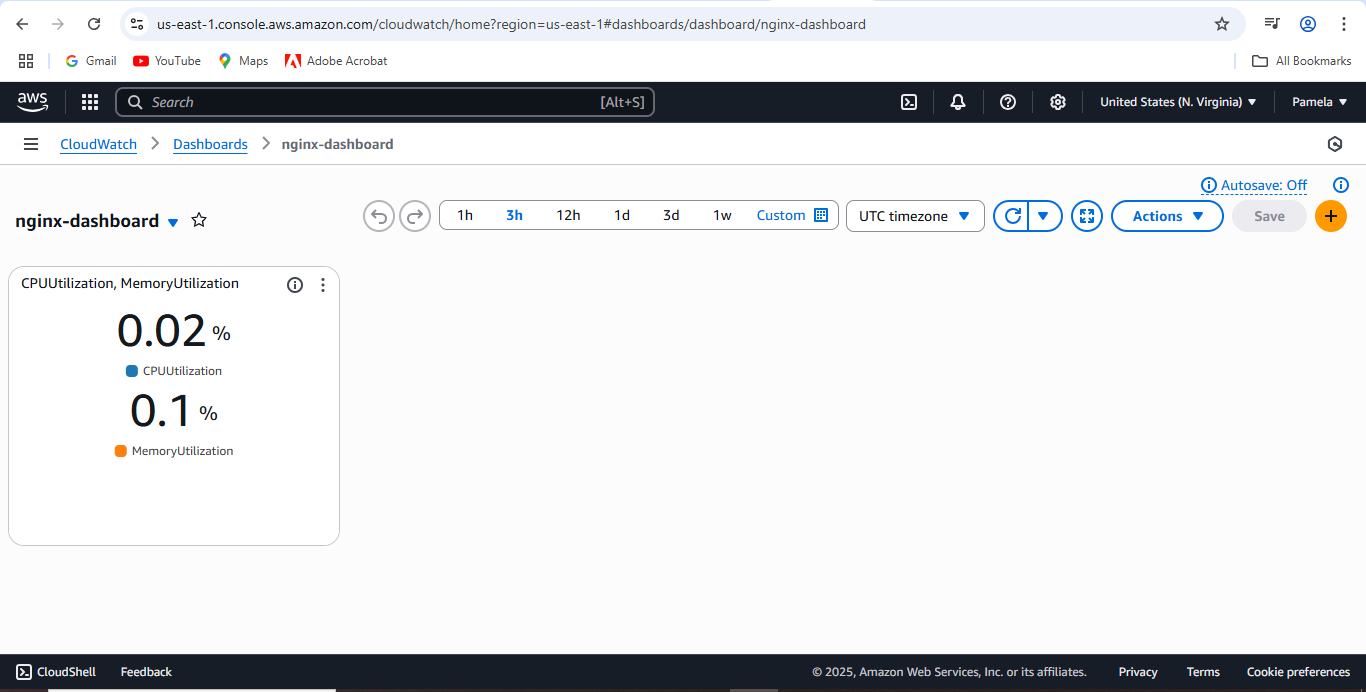 us-east-1.console.aws.amazon.com/cloudwatch/home?region=us-east-1#dashboards/dashboard/nginx-dashboard
Gmail YouTube Maps Adobe Acrobat All Bookmarks
aws Search [Alt+S] United States (N. Virginia) Pamela
CloudWatch Dashboards nginx-dashboard
Autosave: Off
nginx-dashboard 1h 3h 12h 1d 3d 1w Custom UTC timezone Actions Save
CPUUtilization, MemoryUtilization
0.02 %
CPUUtilization
0.1 %
MemoryUtilization
CloudShell Feedback © 2025, Amazon Web Services, Inc. or its affiliates. Privacy Terms Cookie preferences